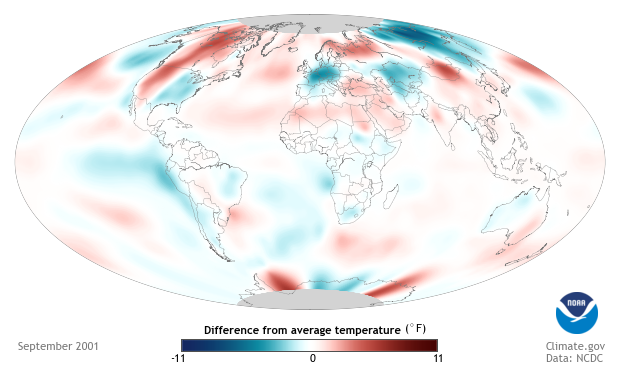 NOAA
Difference from average temperature (°F)
September 2001
-11 0 11
Climate.gov
Data: NCDC